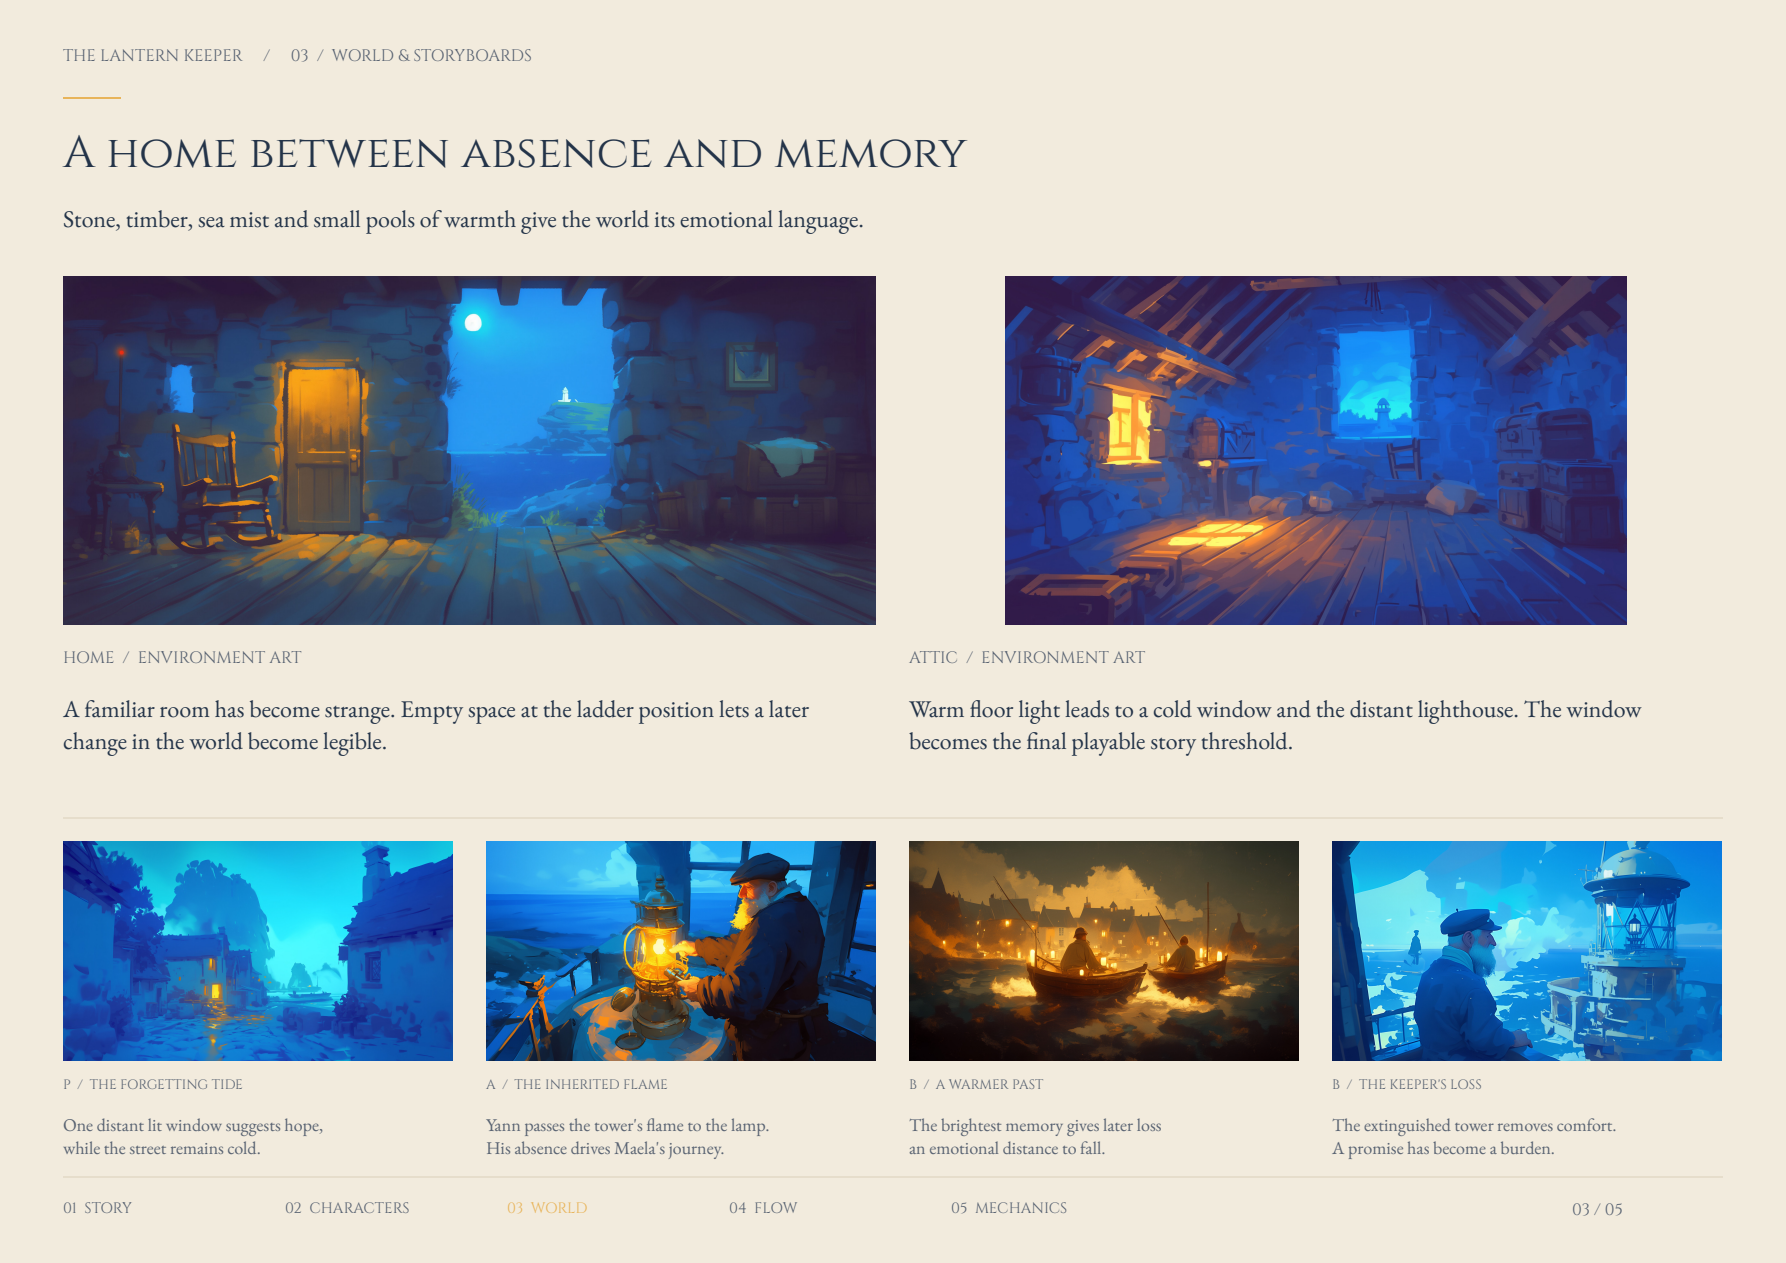 THE LANTERN KEEPER / 03 / WORLD & STORYBOARDS
A HOME BETWEEN ABSENCE AND MEMORY
Stone, timber, sea mist and small pools of warmth give the world its emotional language.
HOME / ENVIRONMENT ART
A familiar room has become strange. Empty space at the ladder position lets a later
change in the world become legible.
ATTIC / ENVIRONMENT ART
Warm floor light leads to a cold window and the distant lighthouse. The window
becomes the final playable story threshold.
P / THE FORGETTING TIDE
One distant lit window suggests hope,
while the street remains cold.
A / THE INHERITED FLAME
Yann passes the tower's flame to the lamp.
His absence drives Maela's journey.
B / A WARMER PAST
The brightest memory gives later loss
an emotional distance to fall.
B / THE KEEPER'S LOSS
The extinguished tower removes comfort.
A promise has become a burden.
01 STORY 02 CHARACTERS 03 WORLD 04 FLOW 05 MECHANICS 03 / 05